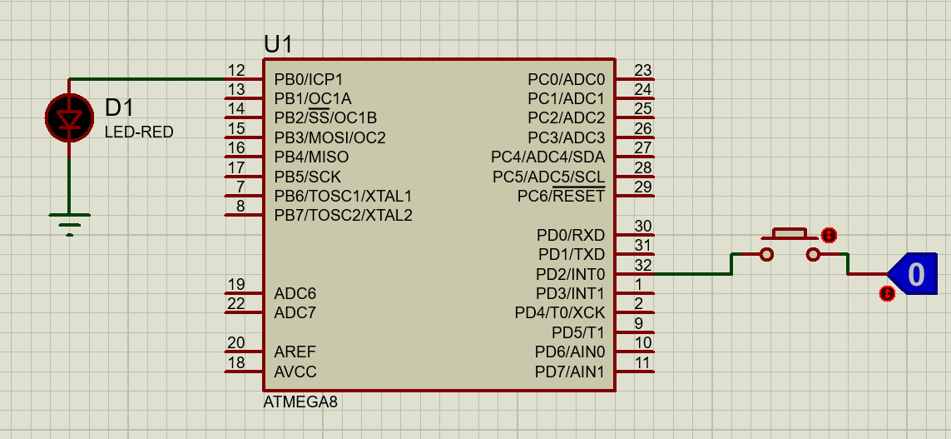 U1
D1
LED-RED
12 PB0/ICP1
13 PB1/OC1A
14 PB2/SS/OC1B
15 PB3/MOSI/OC2
16 PB4/MISO
17 PB5/SCK
7 PB6/TOSC1/XTAL1
8 PB7/TOSC2/XTAL2
19 ADC6
22 ADC7
20 AREF
18 AVCC
PC0/ADC0 23
PC1/ADC1 24
PC2/ADC2 25
PC3/ADC3 26
PC4/ADC4/SDA 27
PC5/ADC5/SCL 28
PC6/RESET 29
PD0/RXD 30
PD1/TXD 31
PD2/INT0 32
PD3/INT1 1
PD4/T0/XCK 2
PD5/T1 9
PD6/AIN0 10
PD7/AIN1 11
ATMEGA8
0